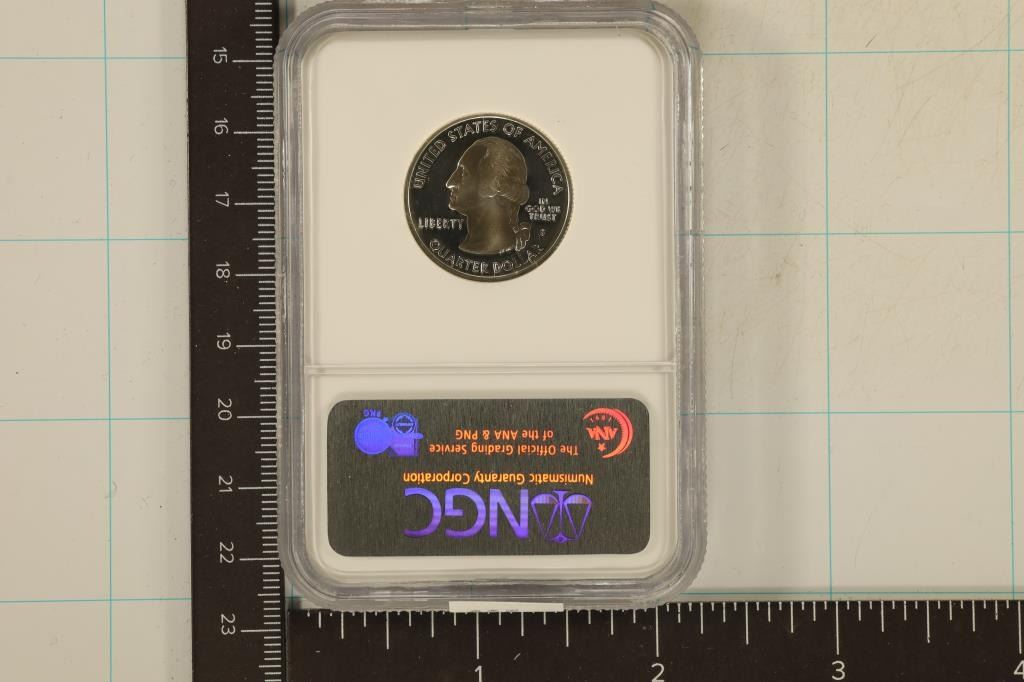 15
16
17
18
19
20
21
22
23
UNITED STATES OF AMERICA
LIBERTY
IN
GOD WE
TRUST
S
QUARTER DOLLAR
NGC
Numismatic Guaranty Corporation
The Official Grading Service
of the ANA & PNG
ANA
1891
PNG
1
2
3
4